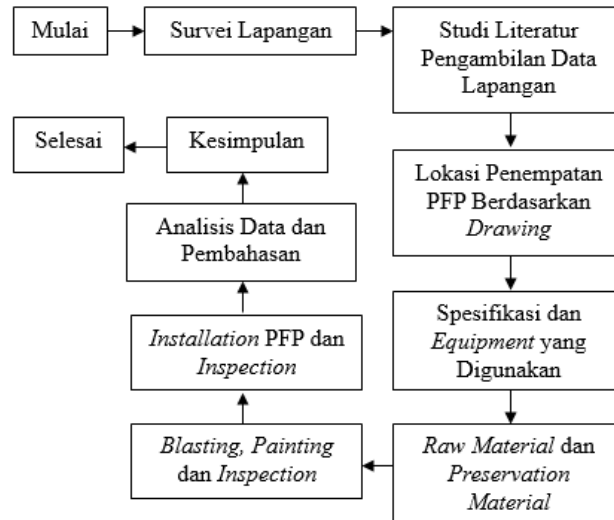 Mulai
Survei Lapangan
Studi Literatur
Pengambilan Data
Lapangan
Lokasi Penempatan
PFP Berdasarkan
Drawing
Spesifikasi dan
Equipment yang
Digunakan
Raw Material dan
Preservation
Material
Blasting, Painting
dan Inspection
Installation PFP dan
Inspection
Analisis Data dan
Pembahasan
Kesimpulan
Selesai